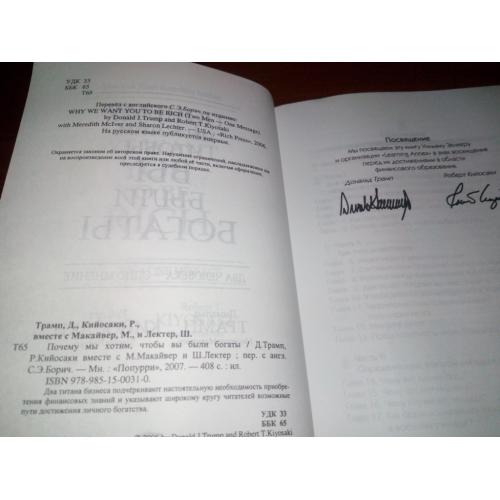 УДК 33
ББК 65
Т65
Перевод с английского С.Э.Борич по изданию:
WHY WE WANT YOU TO BE RICH (Two Men — One Message),
by Donald J.Trump and Robert T.Kiyosaki
with Meredith McIver and Sharon Lechter. — USA, «Rich Press», 2006.
На русском языке публикуется впервые.
Охраняется законом об авторском праве. Нарушение ограничений, накладываемых им
на воспроизведение всей этой книги или любой её части, включая оформление,
преследуется в судебном порядке.
Трамп, Д., Кийосаки, Р.,
вместе с Макайвер, М., и Лектер, Ш.
Т65 Почему мы хотим, чтобы вы были богаты / Д.Трамп,
Р.Кийосаки вместе с М.Макайвер и Ш.Лектер ; пер. с англ.
С.Э.Борич. — Мн. : «Попурри», 2007. — 408 с. : ил.
ISBN 978-985-15-0031-0.
Два титана бизнеса подчёркивают настоятельную необходимость приобре-
тения финансовых знаний и указывают широкому кругу читателей возможные
пути достижения личного богатства.
УДК 33
ББК 65
Donald J.Trump and Robert T.Kiyosaki
Посвящение
Мы посвящаем эту книгу Уильяму Зенкеру
и организации «Learning Annex» в знак восхищения
перед их достижениями в области
финансового образования.
Дональд Трамп Роберт Кийосаки